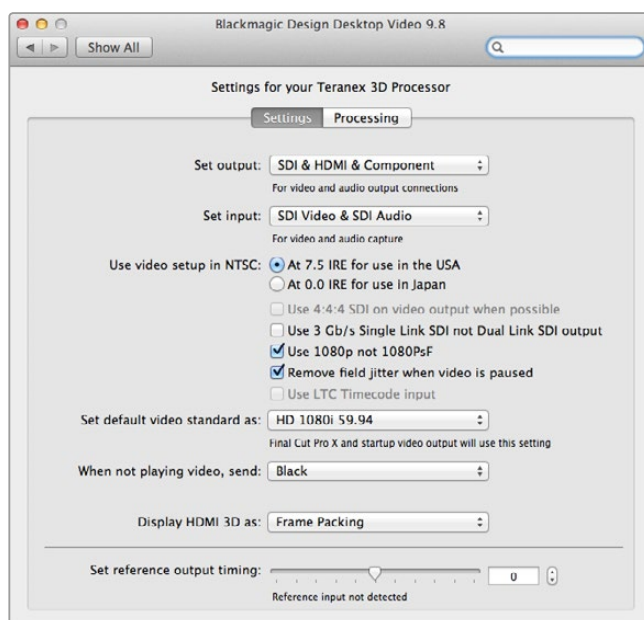 Blackmagic Design Desktop Video 9.8
Show All
Settings for your Teranex 3D Processor
Settings Processing
Set output: SDI & HDMI & Component
For video and audio output connections
Set input: SDI Video & SDI Audio
For video and audio capture
Use video setup in NTSC: At 7.5 IRE for use in the USA
At 0.0 IRE for use in Japan
Use 4:4:4 SDI on video output when possible
Use 3 Gb/s Single Link SDI not Dual Link SDI output
Use 1080p not 1080PsF
Remove field jitter when video is paused
Use LTC Timecode input
Set default video standard as: HD 1080i 59.94
Final Cut Pro X and startup video output will use this setting
When not playing video, send: Black
Display HDMI 3D as: Frame Packing
Set reference output timing: 0
Reference input not detected